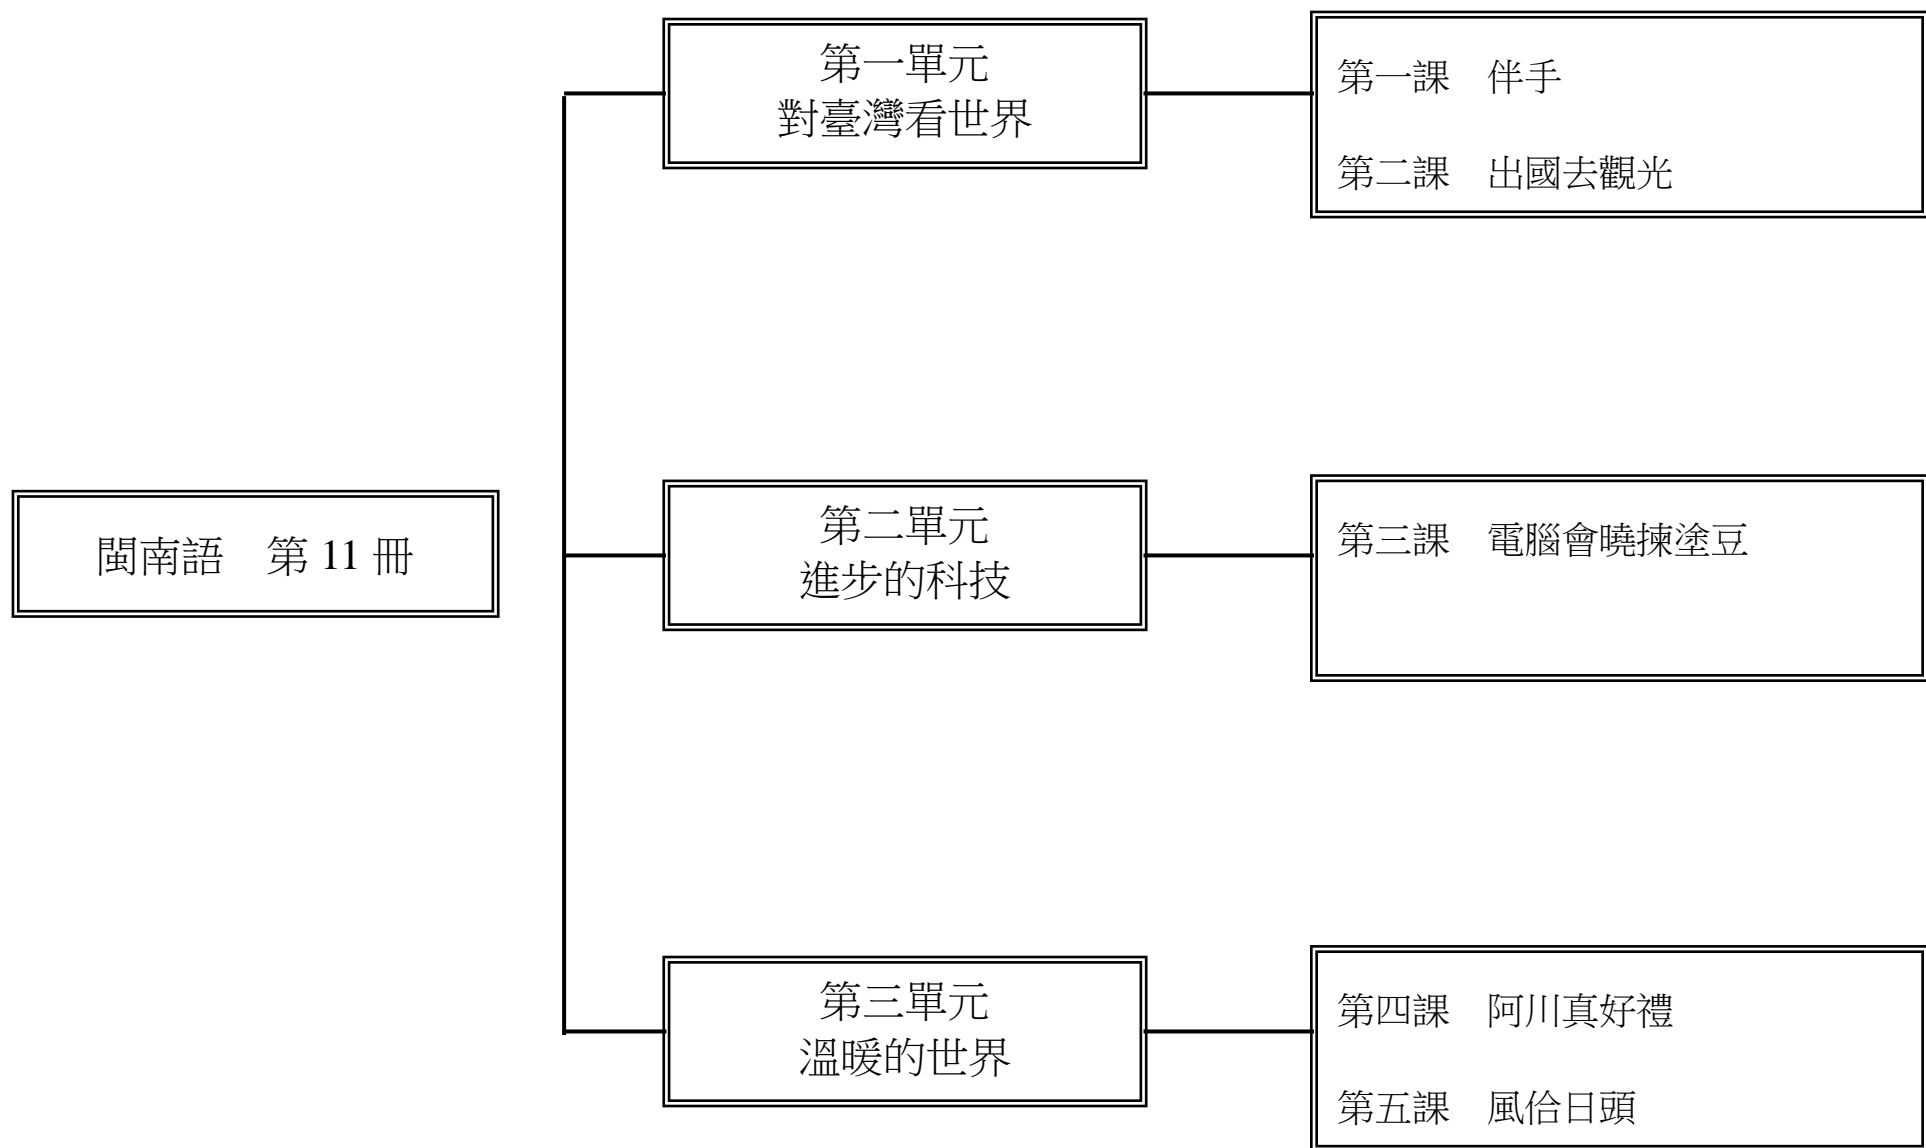 閩南語　第 11 冊
第一單元
對臺灣看世界
第一課　伴手
第二課　出國去觀光
第二單元
進步的科技
第三課　電腦會曉揀塗豆
第三單元
溫暖的世界
第四課　阿川真好禮
第五課　風佮日頭